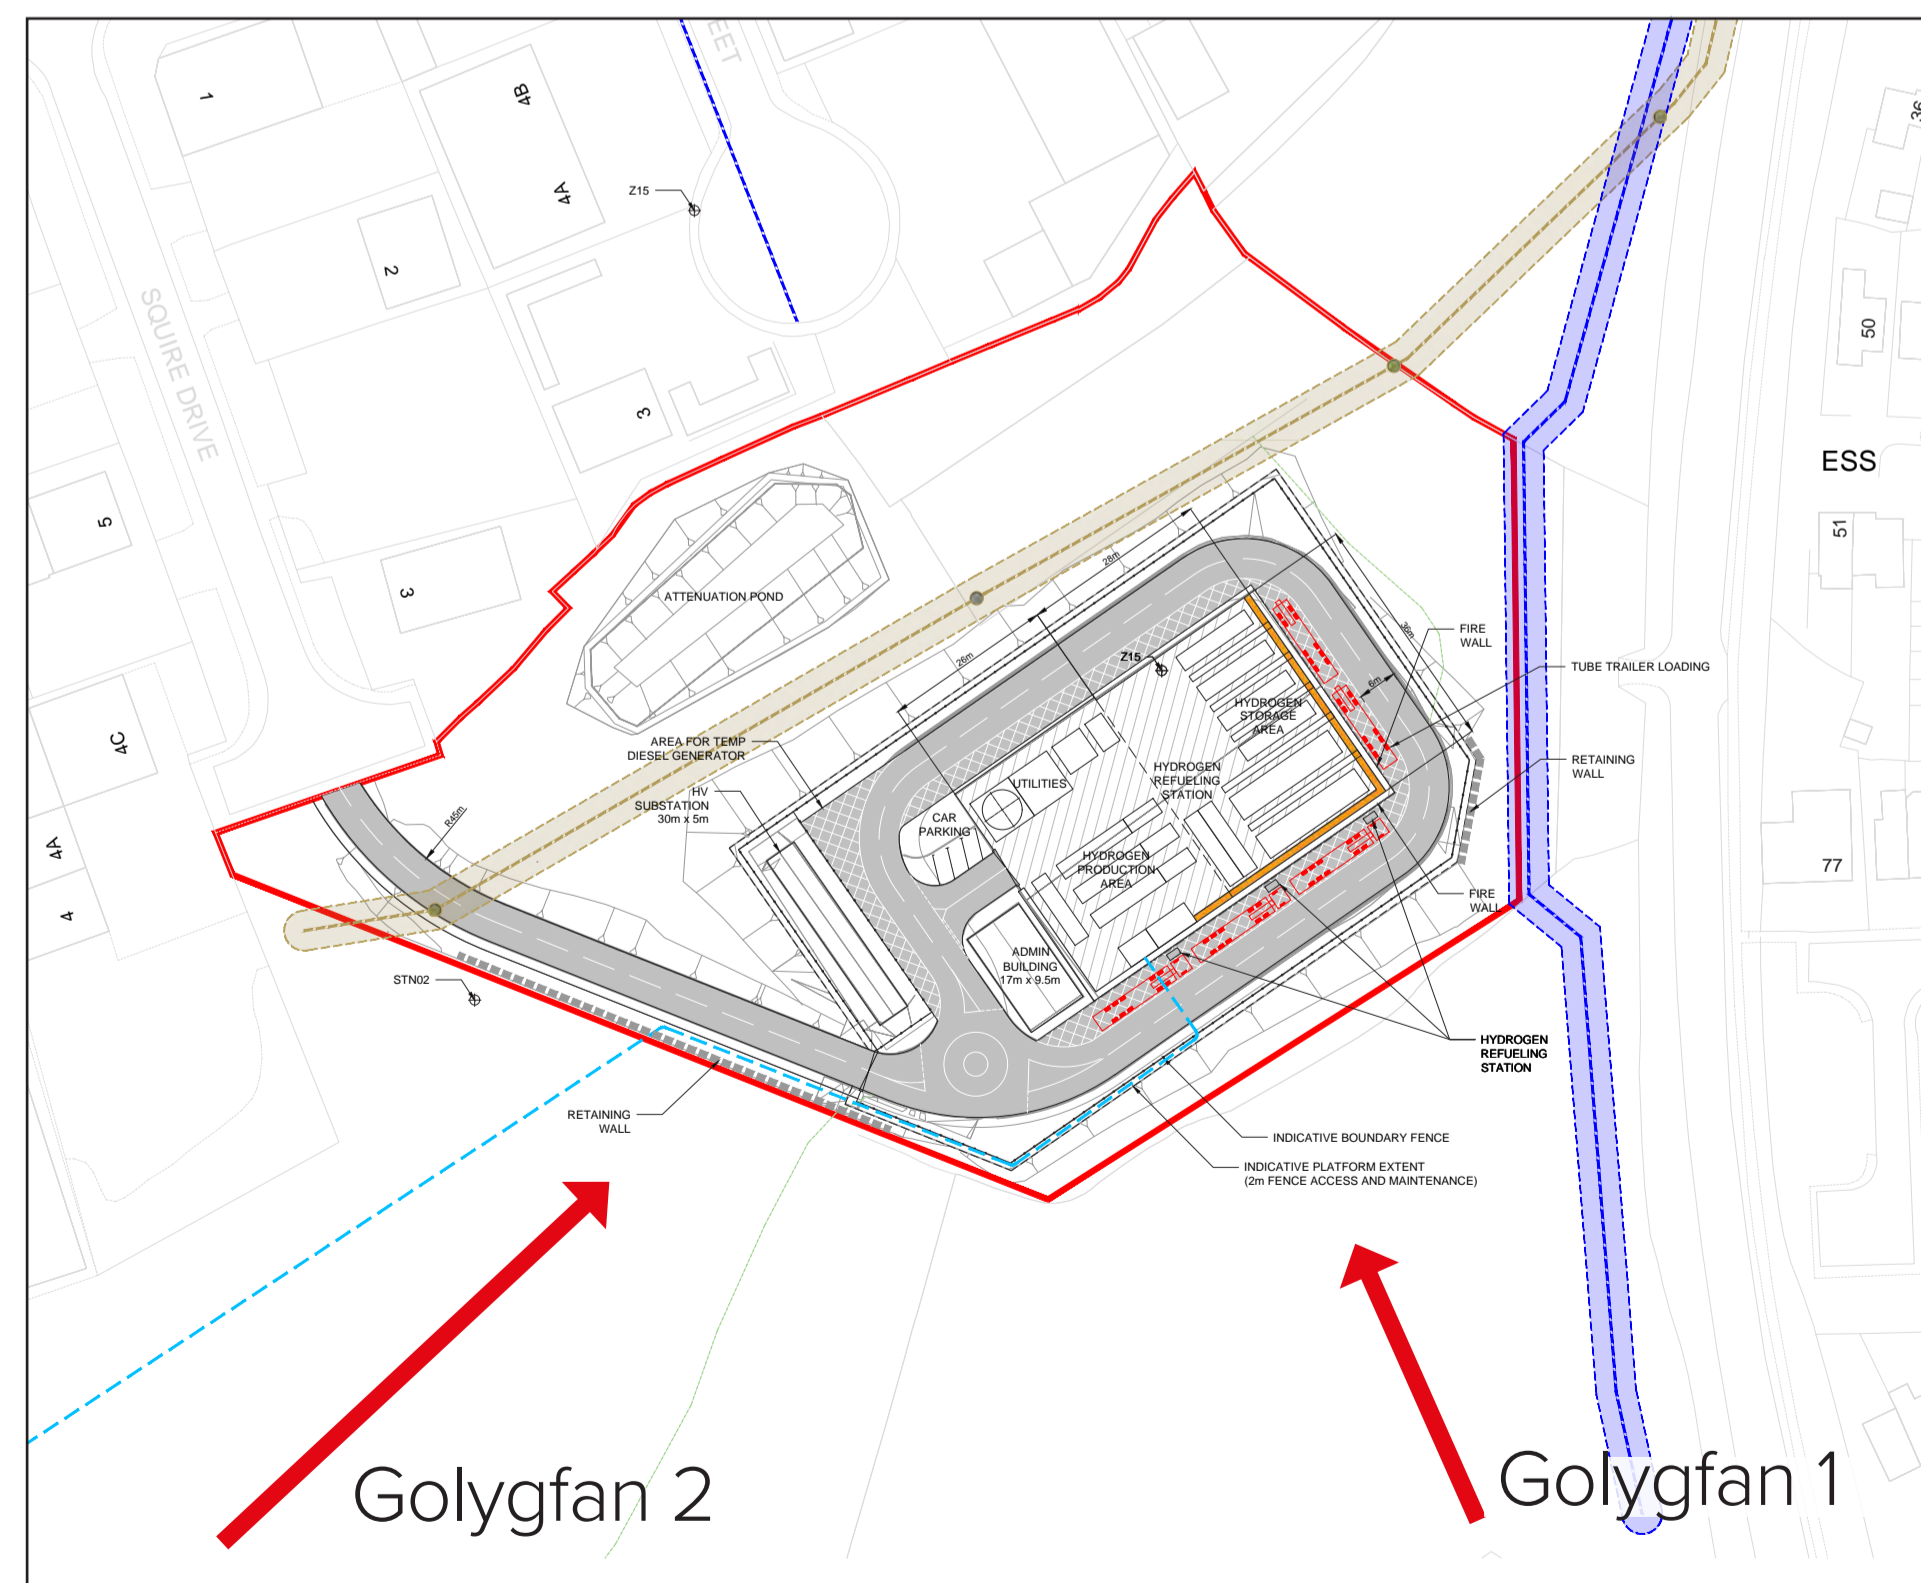 EET
1
4B
4A
Z15
2
SQUIRE DRIVE
3
36
50
ESS
51
5
3
ATTENUATION POND
28m
36m
26m
Z15
FIRE
WALL
TUBE TRAILER LOADING
6m
HYDROGEN
STORAGE
AREA
4C
AREA FOR TEMP
DIESEL GENERATOR
RETAINING
WALL
HYDROGEN
REFUELING
STATION
UTILITIES
HV
SUBSTATION
30m x 5m
R45m
CAR
PARKING
4A
HYDROGEN
PRODUCTION
AREA
77
4
FIRE
WALL
ADMIN
BUILDING
17m x 9.5m
STN02
HYDROGEN
REFUELING
STATION
RETAINING
WALL
INDICATIVE BOUNDARY FENCE
INDICATIVE PLATFORM EXTENT
(2m FENCE ACCESS AND MAINTENANCE)
Golygfan 2
Golygfan 1